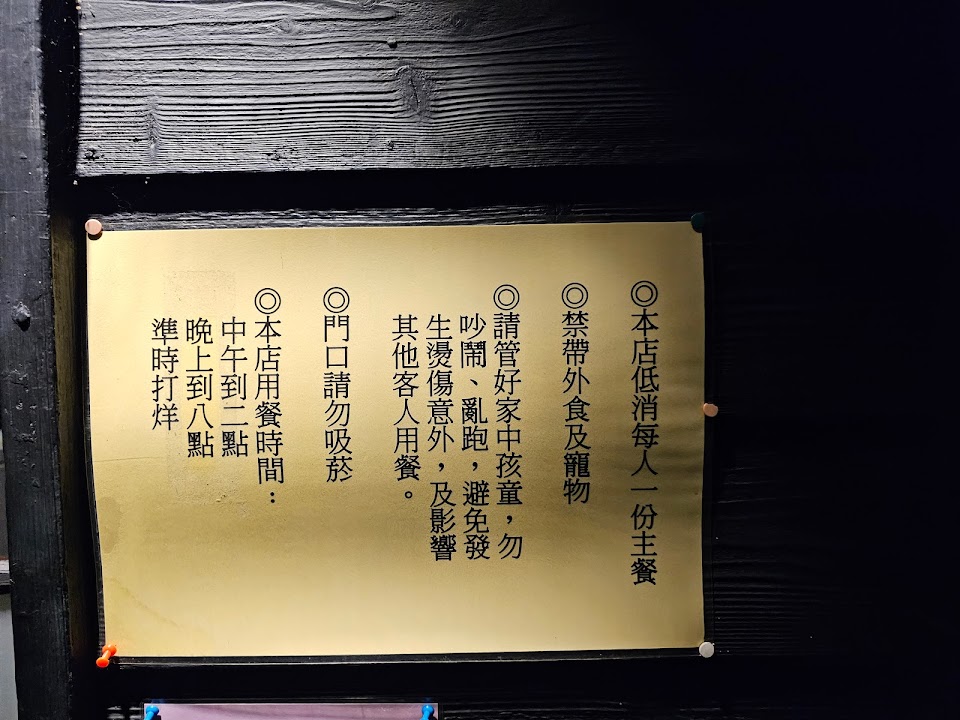 ◎本店低消每人一份主餐
◎禁帶外食及寵物
◎請管好家中孩童，勿
吵鬧、亂跑，避免發
生燙傷意外，及影響
其他客人用餐。
◎門口請勿吸菸
◎本店用餐時間：
中午到二點
晚上到八點
準時打烊